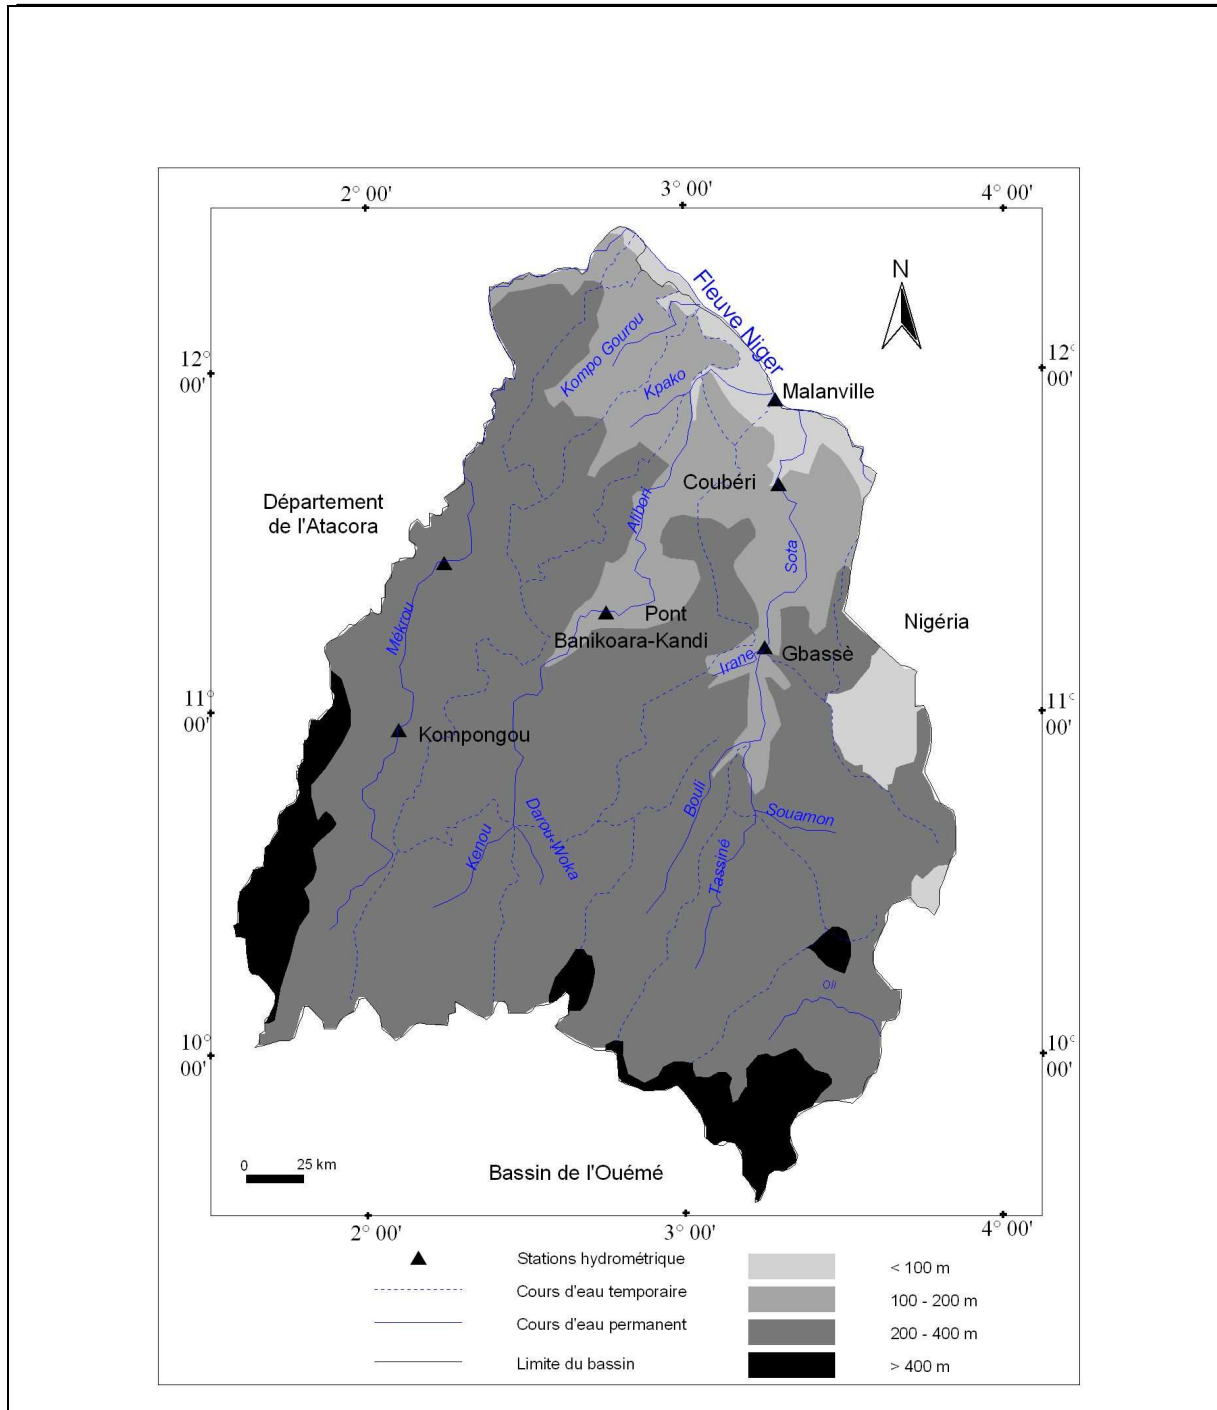 2° 00'
3° 00'
4° 00'
N
Fleuve Niger
Kompo Gourou
12°
00'
12°
00'
Kpako
Malanville
Département
de l'Atacora
Coubéri
Alibori
Sota
Mékrou
Pont
Banikoara-Kandi
Nigéria
Irane
Gbassè
11°
00'
11°
00'
Kompongou
Bouli
Souamon
Kenou
Darou-Woka
Tassiné
Oli
10°
00'
10°
00'
0 25 km
Bassin de l'Ouémé
2° 00'
3° 00'
4° 00'
Stations hydrométrique
Cours d'eau temporaire
Cours d'eau permanent
Limite du bassin
< 100 m
100 - 200 m
200 - 400 m
> 400 m